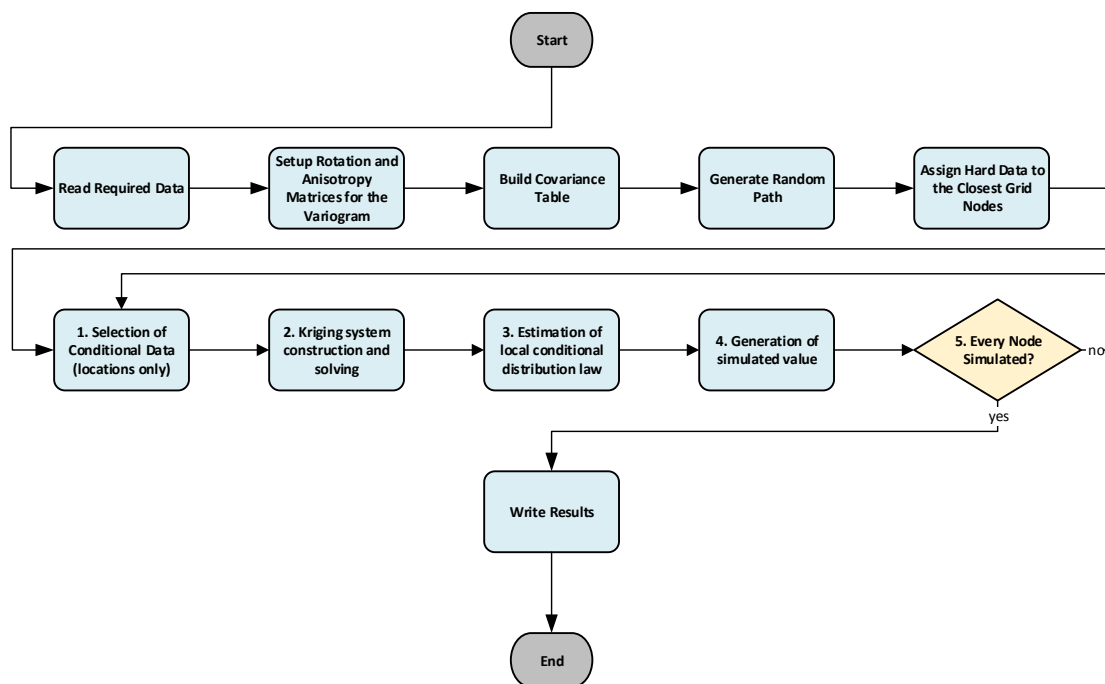 Start
Read Required Data
Setup Rotation and
Anisotropy
Matrices for the
Variogram
Build Covariance
Table
Generate Random
Path
Assign Hard Data to
the Closest Grid
Nodes
1. Selection of
Conditional Data
(locations only)
2. Kriging system
construction and
solving
3. Estimation of
local conditional
distribution law
4. Generation of
simulated value
5. Every Node
Simulated?
no
yes
Write Results
End